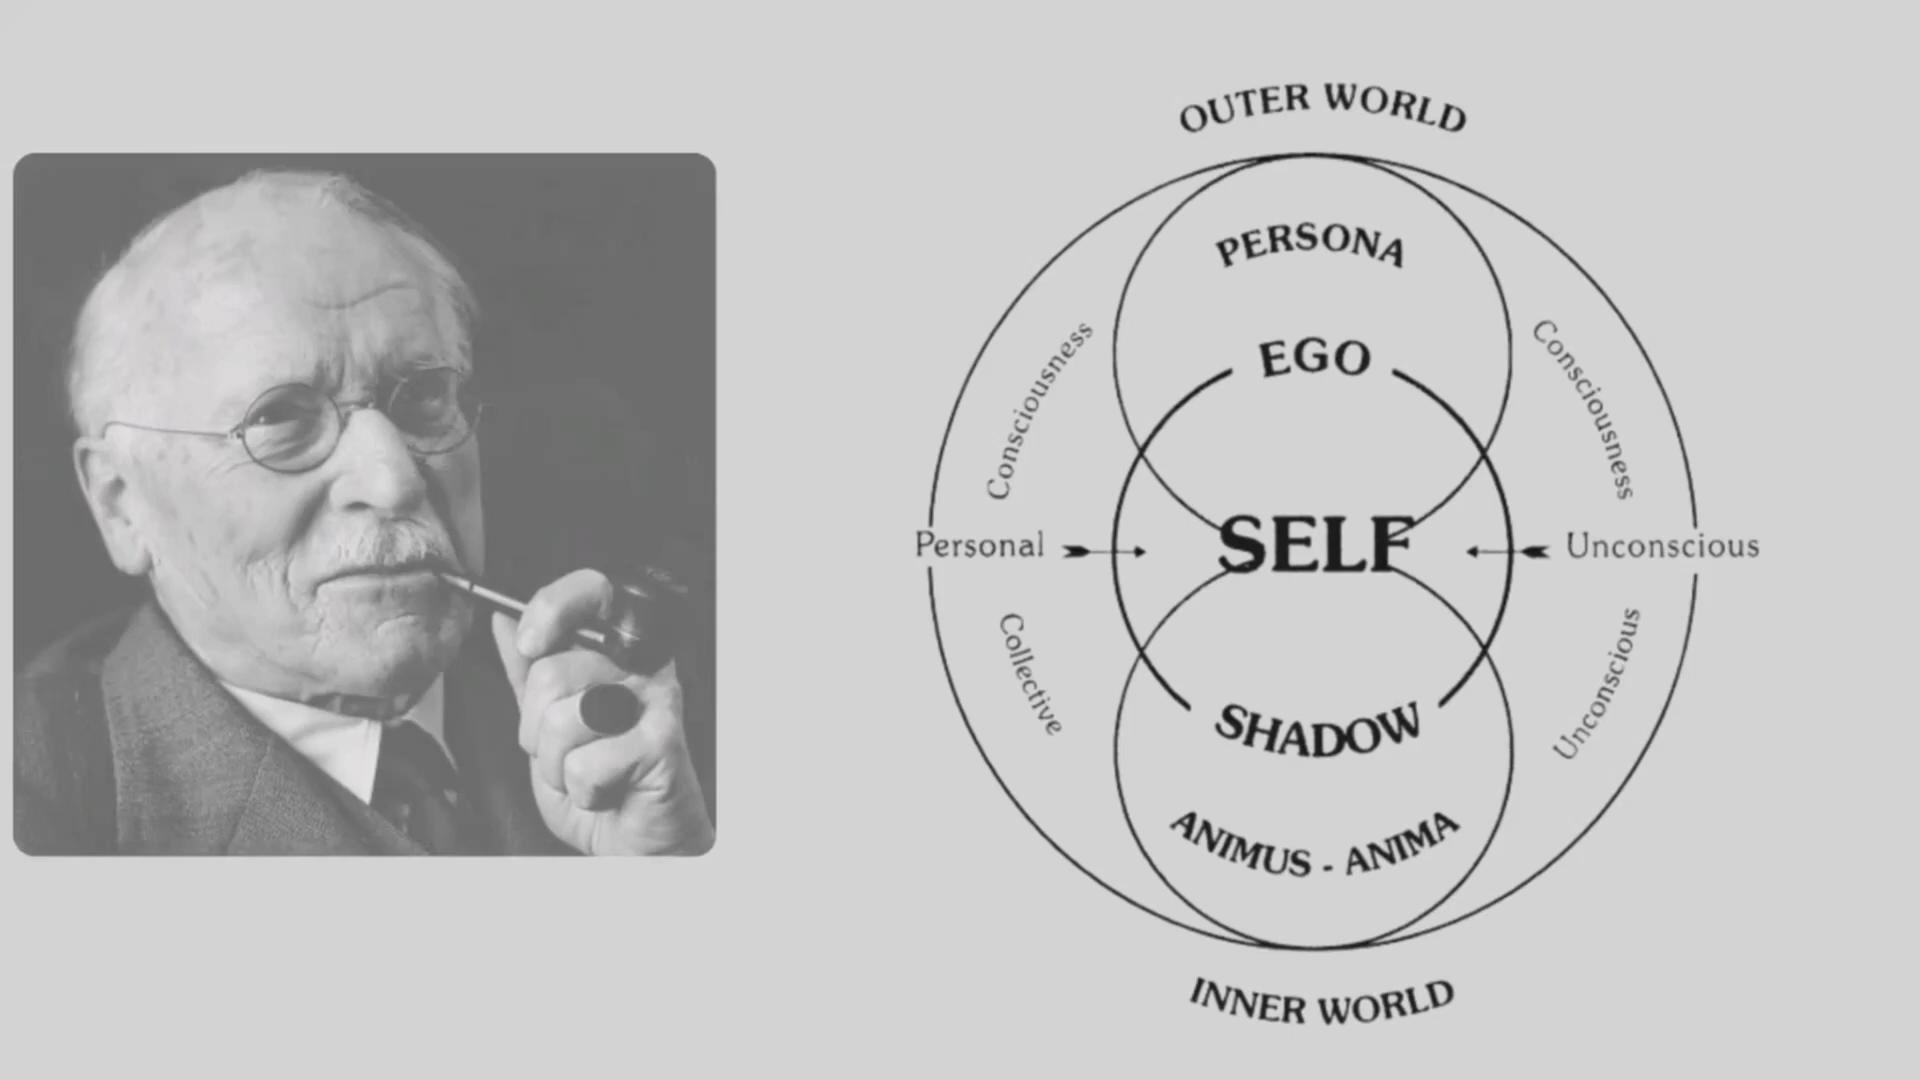 OUTER WORLD
PERSONA
EGO
Consciousness
Consciousness
Personal
SELF
Unconscious
Collective
Unconscious
SHADOW
ANIMUS - ANIMA
INNER WORLD